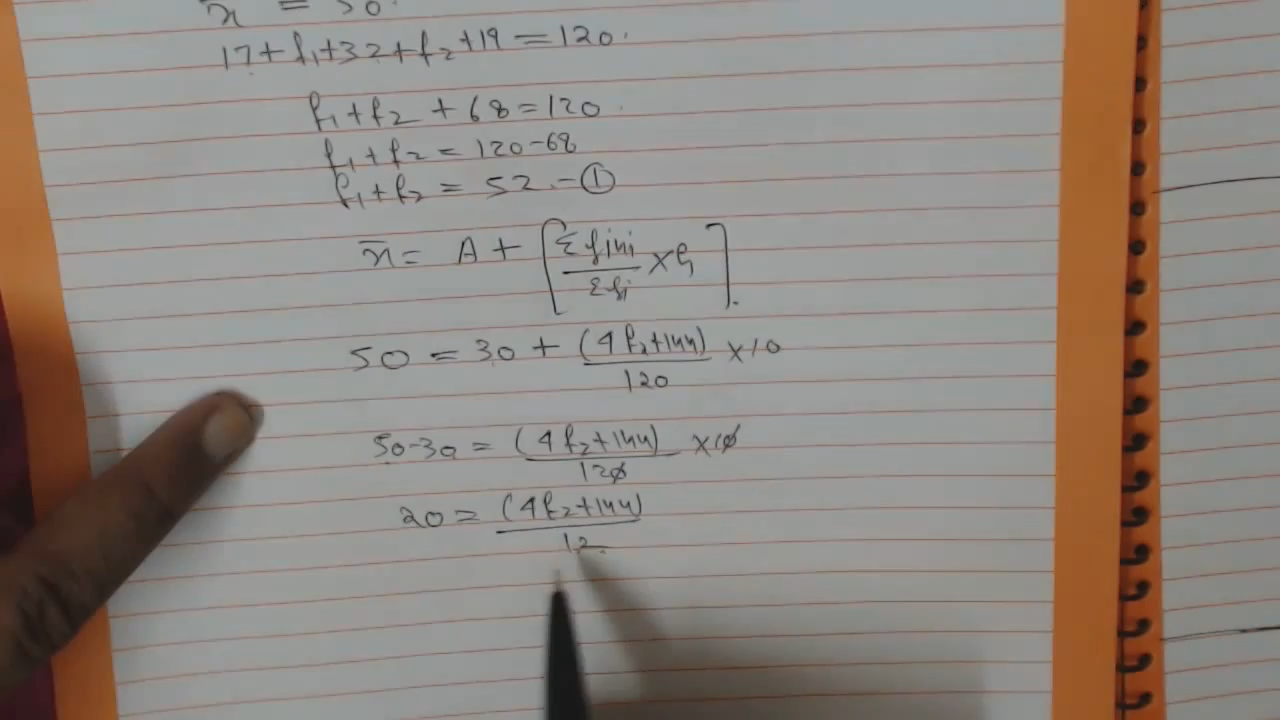 x̄ = 50.
17+f₁+32+f₂+19=120.
f₁+f₂ + 68=120.
f₁+f₂ = 120-68
f₁+f₂ = 52.-①
x̄ = A + [Σfiui/Σfi ×h].
50 = 30 + (4f₂+144)/120 ×10
50-30 = (4f₂+144)/120 ×10
20 = (4f₂+144)/12